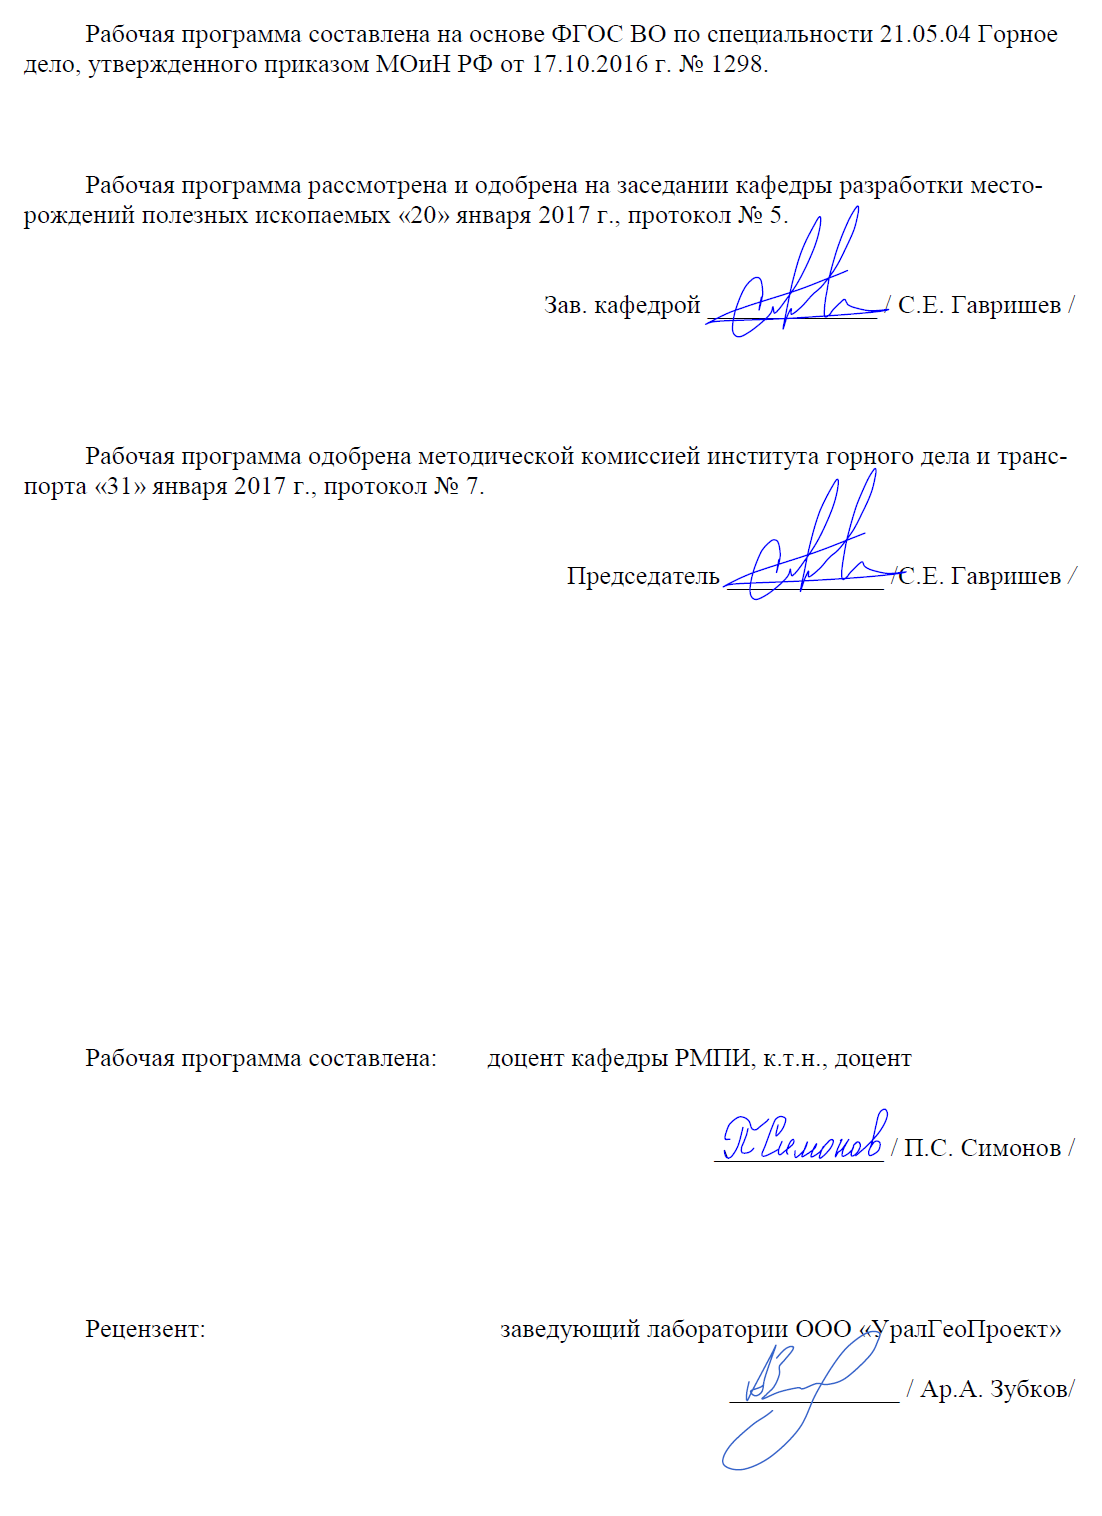 Рабочая программа составлена на основе ФГОС ВО по специальности 21.05.04 Горное
дело, утвержденного приказом МОиН РФ от 17.10.2016 г. № 1298.
Рабочая программа рассмотрена и одобрена на заседании кафедры разработки место-
рождений полезных ископаемых «20» января 2017 г., протокол № 5.
Зав. кафедрой _____________ / С.Е. Гавришев /
Рабочая программа одобрена методической комиссией института горного дела и транс-
порта «31» января 2017 г., протокол № 7.
Председатель ____________ /С.Е. Гавришев /
Рабочая программа составлена: доцент кафедры РМПИ, к.т.н., доцент
П Симонов / П.С. Симонов /
Рецензент: заведующий лаборатории ООО «УралГеоПроект»
_____________ / Ар.А. Зубков/